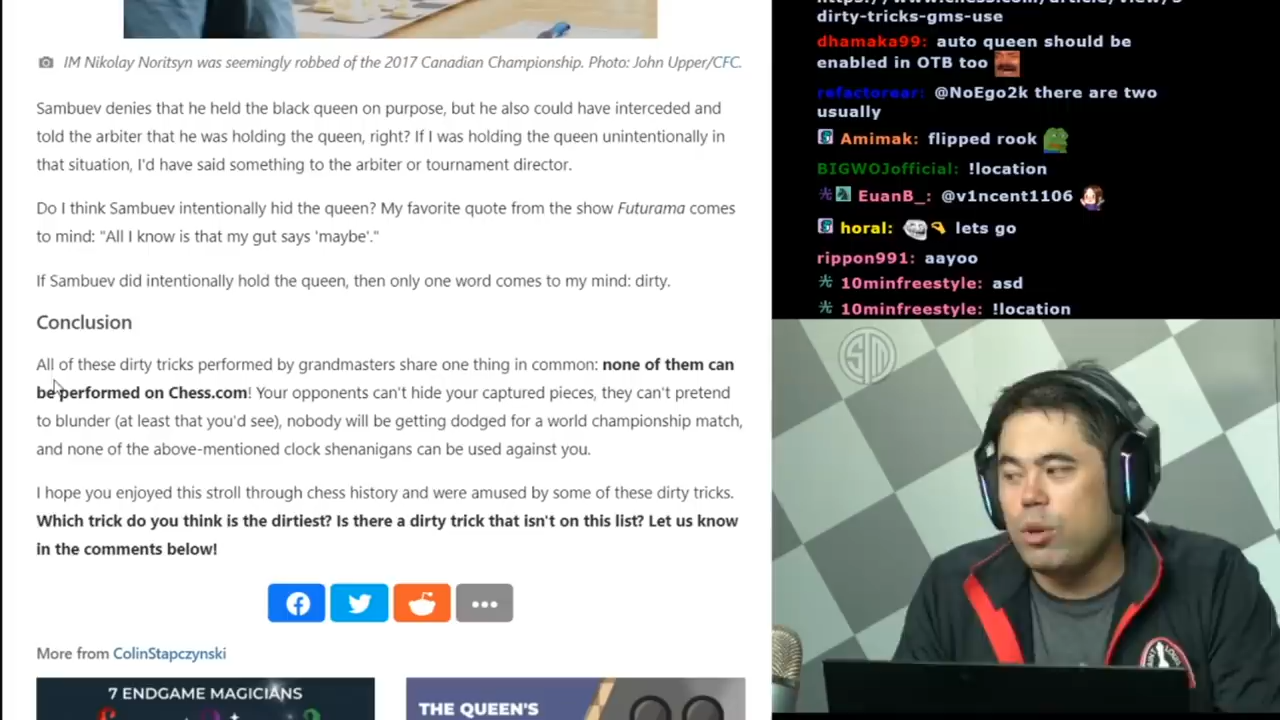 IM Nikolay Noritsyn was seemingly robbed of the 2017 Canadian Championship. Photo: John Upper/CFC.
Sambuev denies that he held the black queen on purpose, but he also could have interceded and
told the arbiter that he was holding the queen, right? If I was holding the queen unintentionally in
that situation, I'd have said something to the arbiter or tournament director.
Do I think Sambuev intentionally hid the queen? My favorite quote from the show Futurama comes
to mind: "All I know is that my gut says 'maybe'."
If Sambuev did intentionally hold the queen, then only one word comes to my mind: dirty.
Conclusion
All of these dirty tricks performed by grandmasters share one thing in common: none of them can
be performed on Chess.com! Your opponents can't hide your captured pieces, they can't pretend
to blunder (at least that you'd see), nobody will be getting dodged for a world championship match,
and none of the above-mentioned clock shenanigans can be used against you.
I hope you enjoyed this stroll through chess history and were amused by some of these dirty tricks.
Which trick do you think is the dirtiest? Is there a dirty trick that isn't on this list? Let us know
in the comments below!
More from ColinStapczynski
7 ENDGAME MAGICIANS
THE QUEEN'S
dirty-tricks-gms-use
dhamaka99: auto queen should be
enabled in OTB too
refactorear: @NoEgo2k there are two
usually
Amimak: flipped rook
BIGWOJofficial: !location
EuanB_: @v1ncent1106
horal: lets go
rippon991: aayoo
10minfreestyle: asd
10minfreestyle: !location
TSM